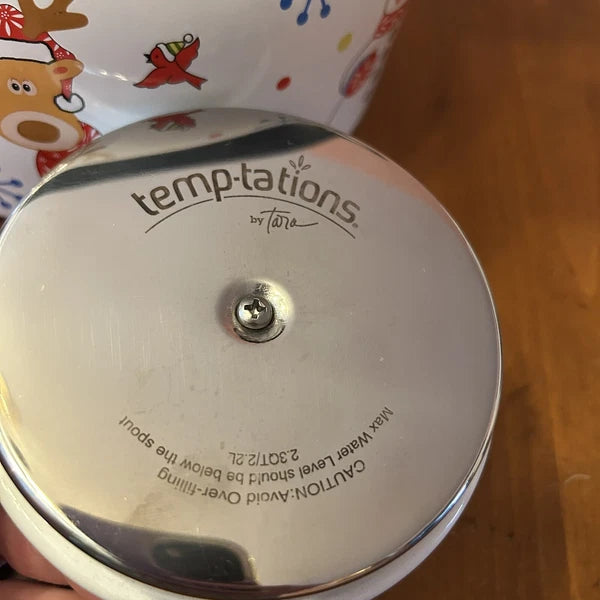 temp-tations.
by Tara
CAUTION:Avoid Over-filling
Max Water Level should be below the spout
2.3QT/2.2L